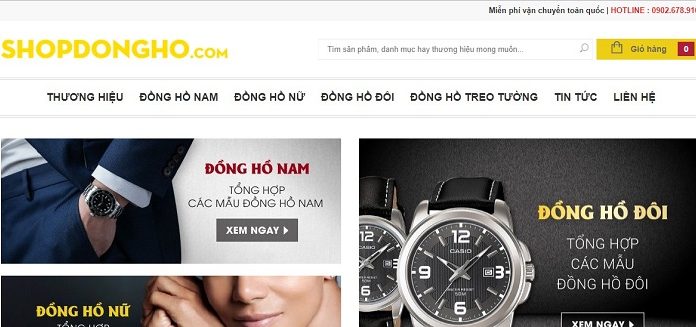 Miễn phí vận chuyển toàn quốc | HOTLINE : 0902.678.910
SHOPDONGHO.COM
Tìm sản phẩm, danh mục hay thương hiệu mong muốn...
Giỏ hàng 0
THƯƠNG HIỆU ĐỒNG HỒ NAM ĐỒNG HỒ NỮ ĐỒNG HỒ ĐÔI ĐỒNG HỒ TREO TƯỜNG TIN TỨC LIÊN HỆ
ĐỒNG HỒ NAM
TỔNG HỢP
CÁC MẪU ĐỒNG HỒ NAM
XEM NGAY
ĐỒNG HỒ NỮ
TỔNG HỢP
ĐỒNG HỒ ĐÔI
TỔNG HỢP
CÁC MẪU
ĐỒNG HỒ ĐÔI
XEM NGAY
CASIO
WATER RESIST
50M